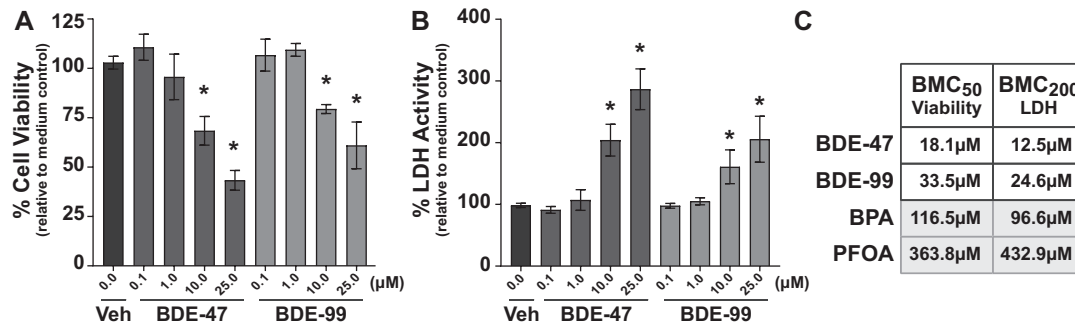 A
% Cell Viability
(relative to medium control)
125
100
75
50
25
0
0.0 0.1 1.0 10.0 25.0 0.1 1.0 10.0 25.0 (μM)
Veh BDE-47 BDE-99
* * * *
B
% LDH Activity
(relative to medium control)
400
300
200
100
0
0.0 0.1 1.0 10.0 25.0 0.1 1.0 10.0 25.0 (μM)
Veh BDE-47 BDE-99
* * * *
C
BMC50 BMC200
Viability LDH
BDE-47 18.1μM 12.5μM
BDE-99 33.5μM 24.6μM
BPA 116.5μM 96.6μM
PFOA 363.8μM 432.9μM